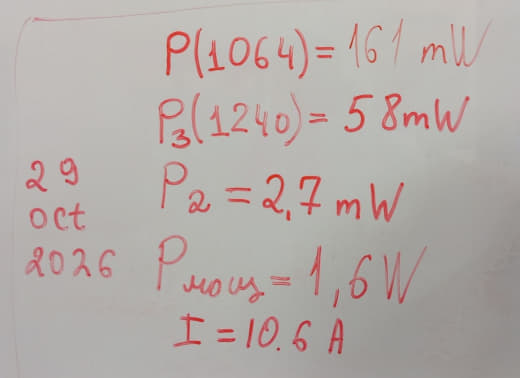 P(1064) = 161 mW
P₃(1240) = 58mW
P₂ = 2,7 mW
Pмощ = 1,6 W
I = 10.6 A
29
oct
2026